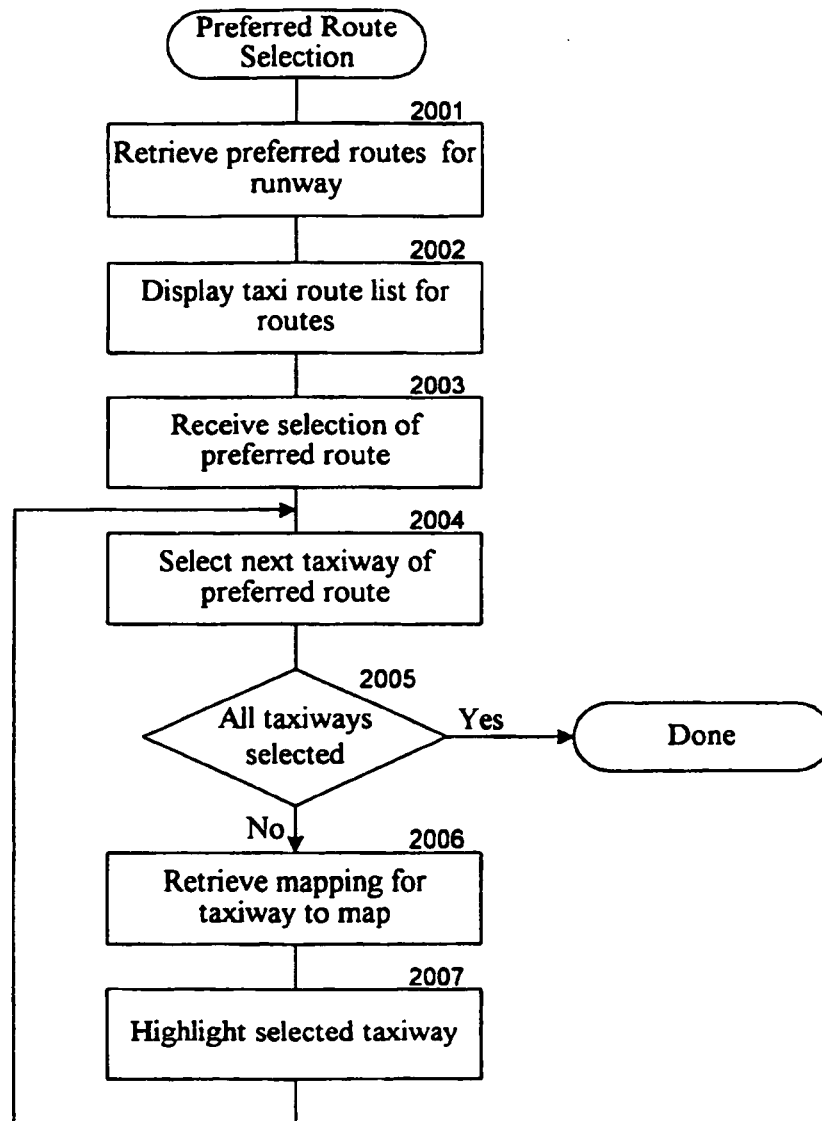 Preferred Route
Selection
2001
Retrieve preferred routes for
runway
2002
Display taxi route list for
routes
2003
Receive selection of
preferred route
2004
Select next taxiway of
preferred route
2005
All taxiways
selected
Yes
Done
No
2006
Retrieve mapping for
taxiway to map
2007
Highlight selected taxiway